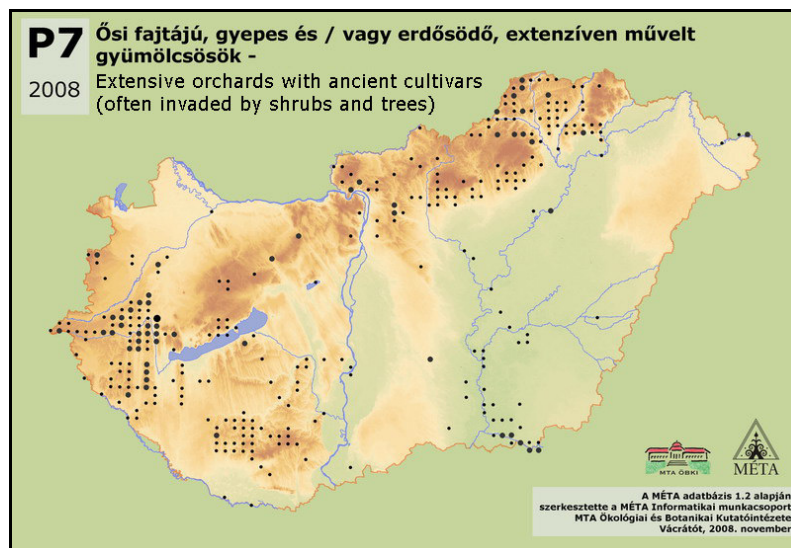 P7
2008
Ősi fajtájú, gyepes és / vagy erdősödő, extenzíven művelt
gyümölcsösök -
Extensive orchards with ancient cultivars
(often invaded by shrubs and trees)
MTA ÖBKI
MÉTA
A MÉTA adatbázis 1.2 alapján
szerkesztette a MÉTA Informatikai munkacsoport
MTA Ökológiai és Botanikai Kutatóintézete
Vácrátót, 2008. november